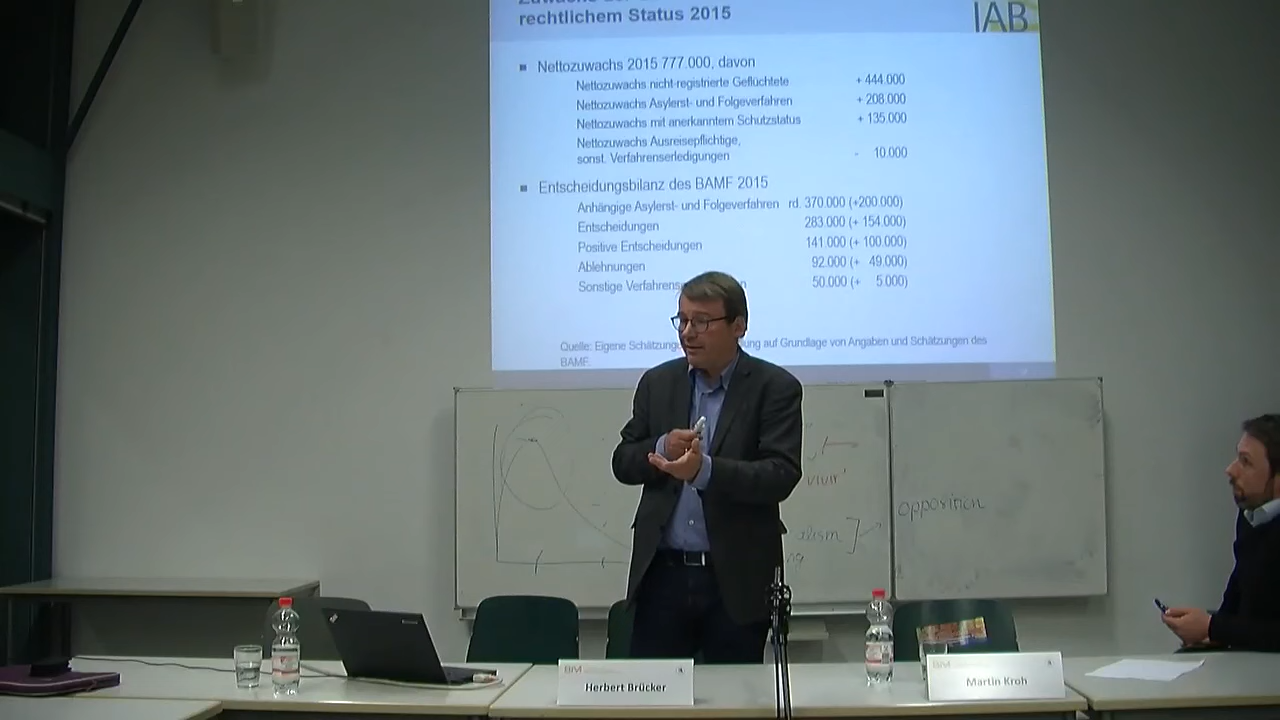 rechtlichem Status 2015
IAB
Nettozuwachs 2015 777.000, davon
Nettozuwachs nicht-registrierte Geflüchtete + 444.000
Nettozuwachs Asylerst- und Folgeverfahren + 208.000
Nettozuwachs mit anerkanntem Schutzstatus + 135.000
Nettozuwachs Ausreisepflichtige,
sonst. Verfahrenserledigungen - 10.000
Entscheidungsbilanz des BAMF 2015
Anhängige Asylerst- und Folgeverfahren rd. 370.000 (+200.000)
Entscheidungen 283.000 (+ 154.000)
Positive Entscheidungen 141.000 (+ 100.000)
Ablehnungen 92.000 (+ 49.000)
Sonstige 50.000 (+ 5.000)
Quelle: Eigene auf Grundlage von Angaben und Schätzungen des
BAMF.
opposition
BIM
Herbert Brücker
BIM
Martin Kroh